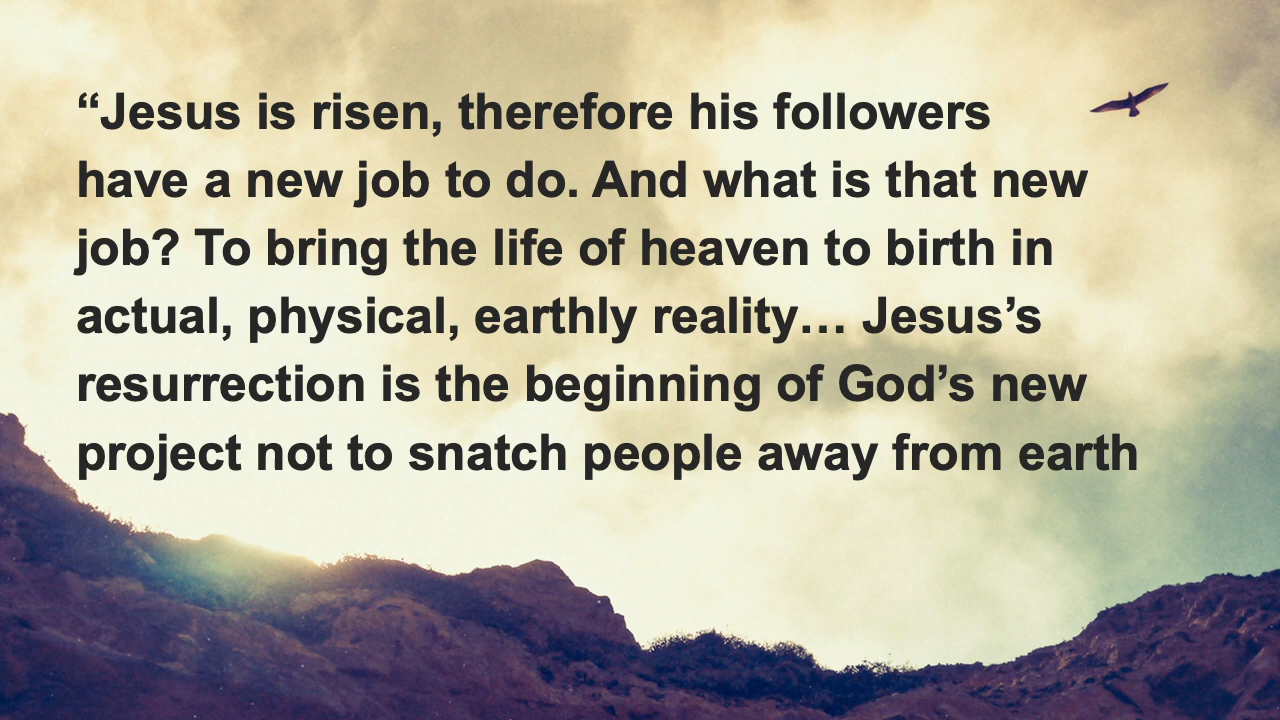 “Jesus is risen, therefore his followers
have a new job to do. And what is that new
job? To bring the life of heaven to birth in
actual, physical, earthly reality… Jesus’s
resurrection is the beginning of God’s new
project not to snatch people away from earth